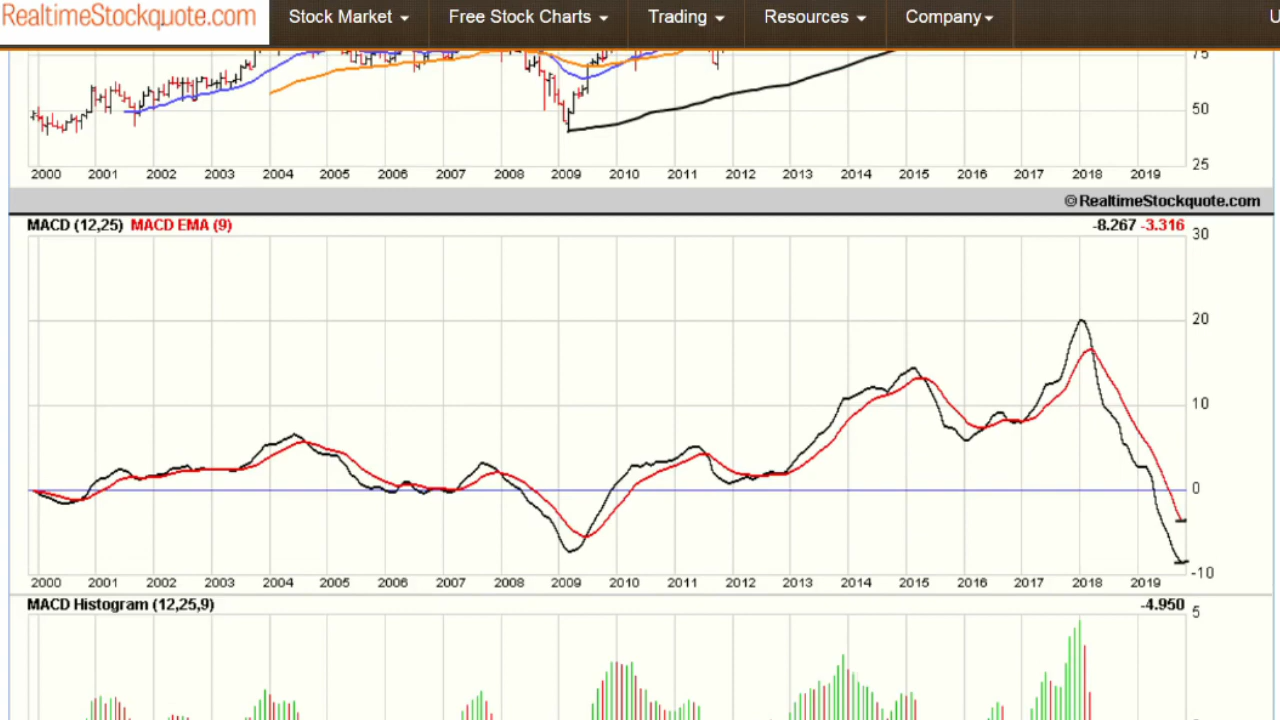 RealtimeStockquote.com Stock Market Free Stock Charts Trading Resources Company U
75
50
25
2000 2001 2002 2003 2004 2005 2006 2007 2008 2009 2010 2011 2012 2013 2014 2015 2016 2017 2018 2019
© RealtimeStockquote.com
MACD (12,25) MACD EMA (9) -8.267 -3.316
30
20
10
0
-10
2000 2001 2002 2003 2004 2005 2006 2007 2008 2009 2010 2011 2012 2013 2014 2015 2016 2017 2018 2019
MACD Histogram (12,25,9) -4.950
5